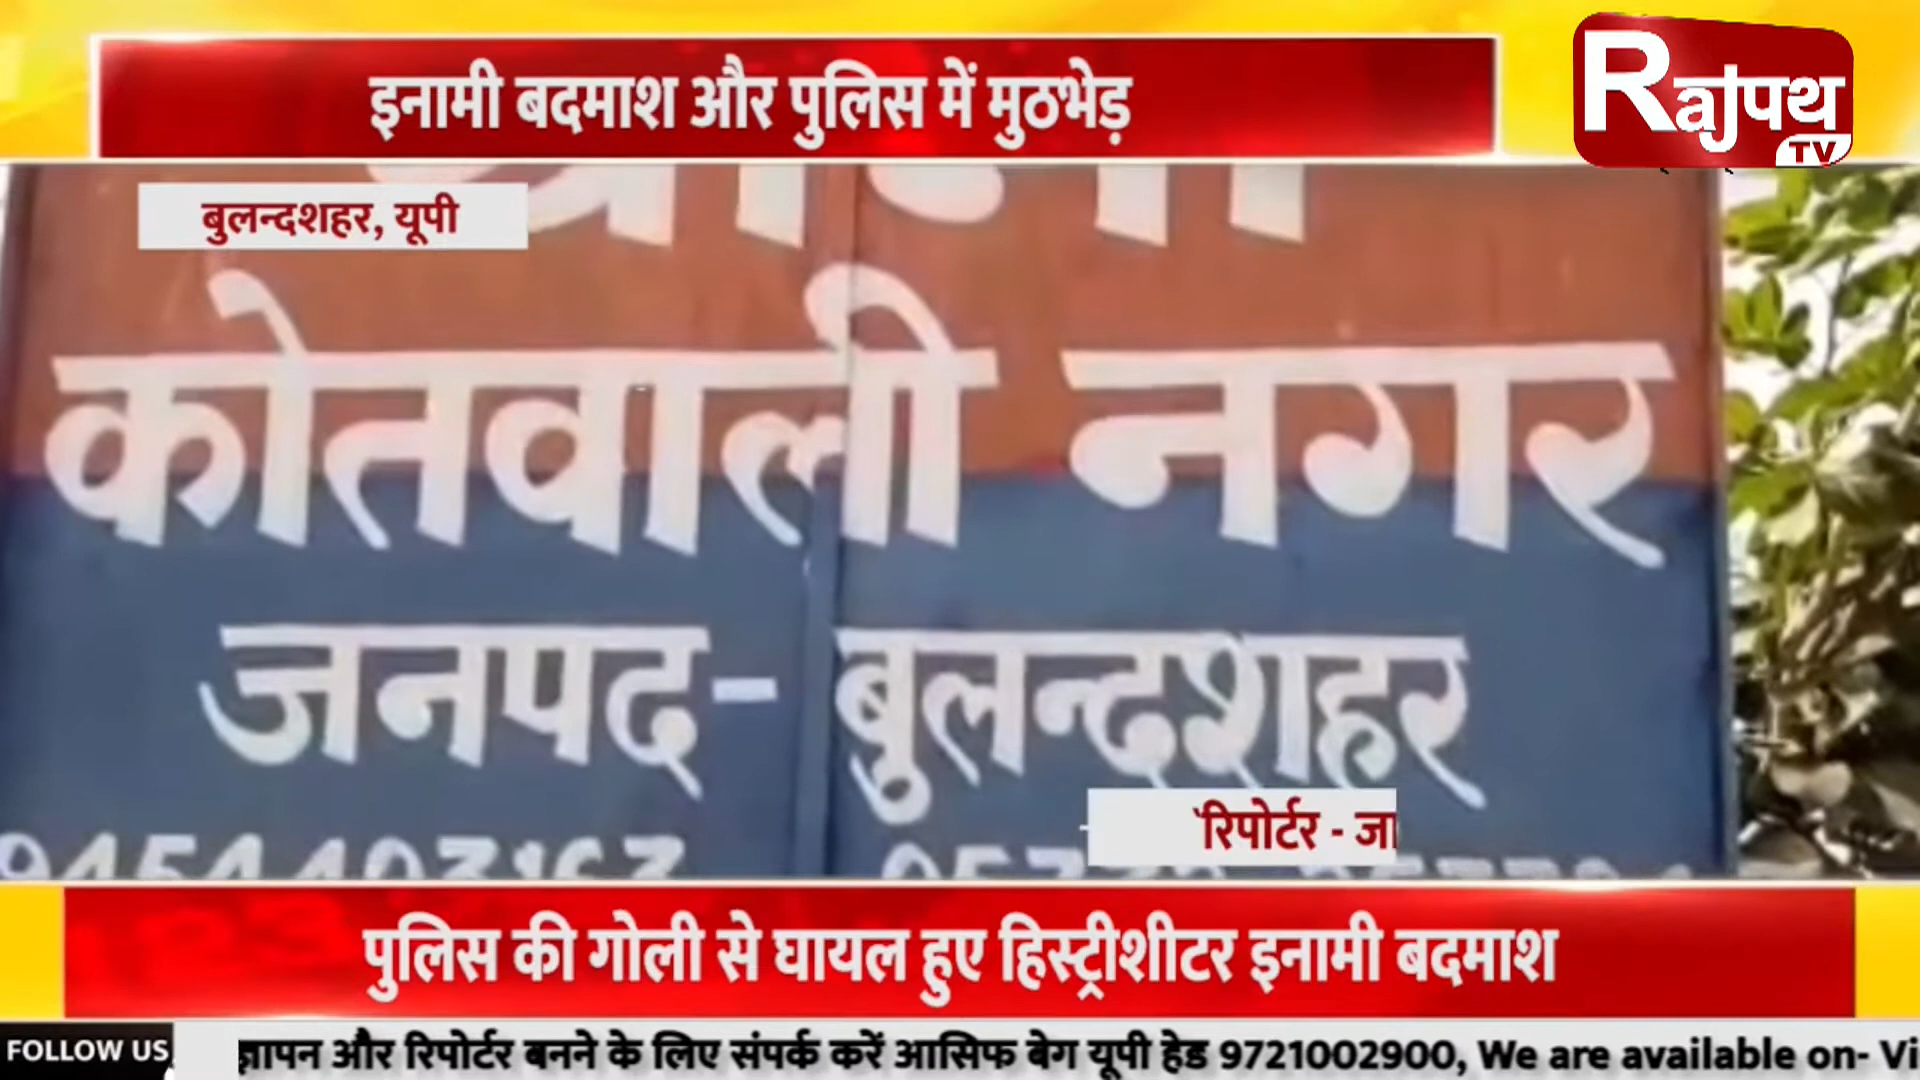 इनामी बदमाश और पुलिस में मुठभेड़
Rajपथ
TV
बुलन्दशहर, यूपी
कोतवाली नगर
जनपद- बुलन्दशहर
रिपोर्टर - जा
पुलिस की गोली से घायल हुए हिस्ट्रीशीटर इनामी बदमाश
FOLLOW US
ज्ञापन और रिपोर्टर बनने के लिए संपर्क करें आसिफ बेग यूपी हेड 9721002900, We are available on- Vi